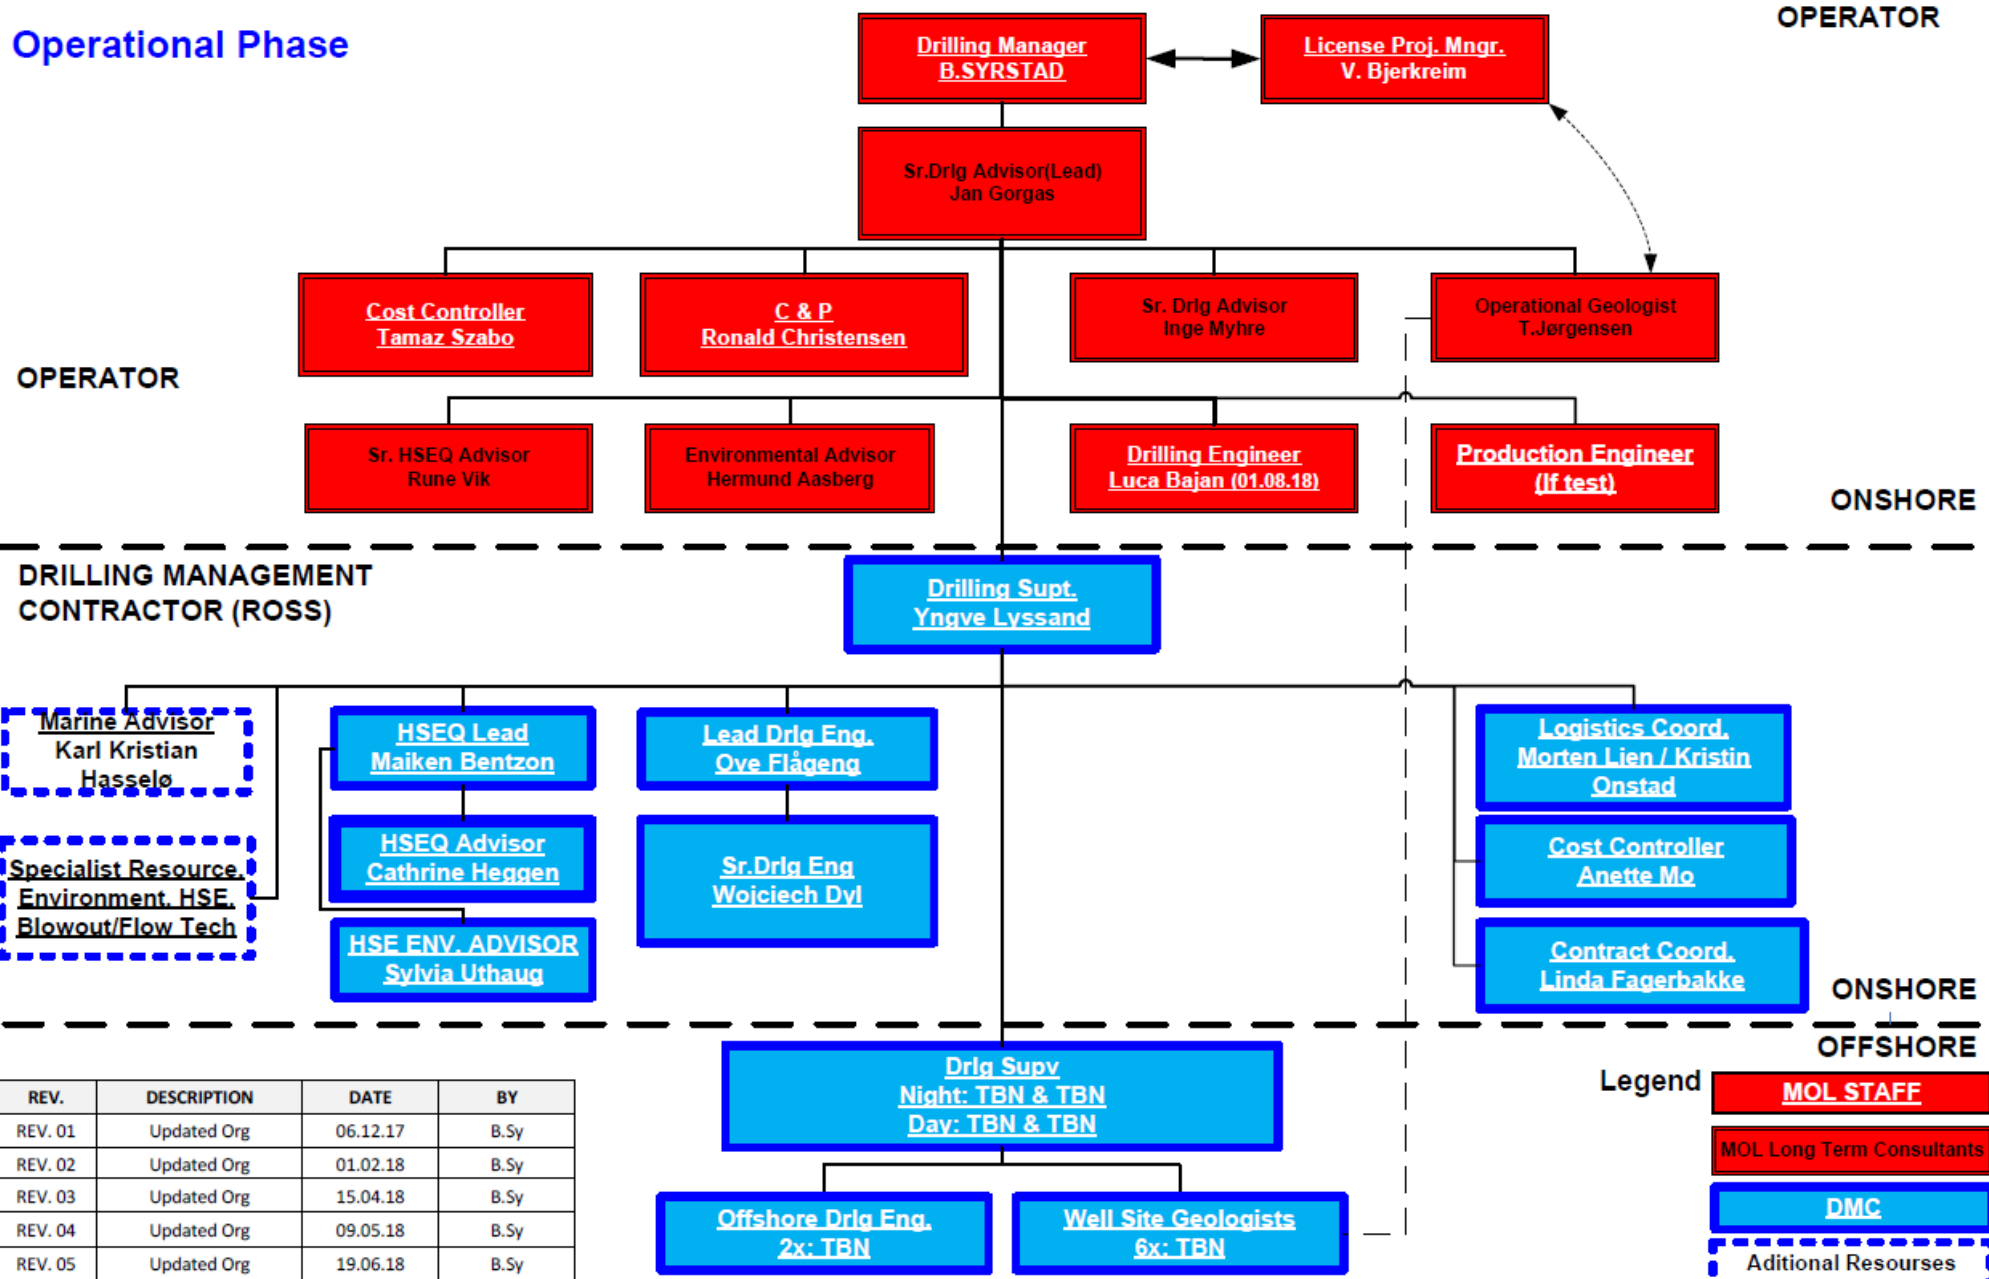 OPERATOR
Operational Phase
Drilling Manager
B.SYRSTAD
License Proj. Mngr.
V. Bjerkreim
Sr.Drlg Advisor(Lead)
Jan Gorgas
Cost Controller
Tamaz Szabo
C & P
Ronald Christensen
Sr. Drlg Advisor
Inge Myhre
Operational Geologist
T.Jørgensen
OPERATOR
Sr. HSEQ Advisor
Rune Vik
Environmental Advisor
Hermund Aasberg
Drilling Engineer
Luca Bajan (01.08.18)
Production Engineer
(If test)
ONSHORE
DRILLING MANAGEMENT
CONTRACTOR (ROSS)
Drilling Supt.
Yngve Lyssand
Marine Advisor
Karl Kristian
Hasselø
HSEQ Lead
Maiken Bentzon
Lead Drlg Eng.
Ove Flågeng
Logistics Coord.
Morten Lien / Kristin
Onstad
Specialist Resource.
Environment. HSE.
Blowout/Flow Tech
HSEQ Advisor
Cathrine Heggen
Sr.Drlg Eng
Wojciech Dyl
Cost Controller
Anette Mo
HSE ENV. ADVISOR
Sylvia Uthaug
Contract Coord.
Linda Fagerbakke
ONSHORE
OFFSHORE
Drlg Supv
Night: TBN & TBN
Day: TBN & TBN
Offshore Drlg Eng.
2x: TBN
Well Site Geologists
6x: TBN
REV. DESCRIPTION DATE BY
REV. 01 Updated Org 06.12.17 B.Sy
REV. 02 Updated Org 01.02.18 B.Sy
REV. 03 Updated Org 15.04.18 B.Sy
REV. 04 Updated Org 09.05.18 B.Sy
REV. 05 Updated Org 19.06.18 B.Sy
Legend
MOL STAFF
MOL Long Term Consultants
DMC
Aditional Resourses